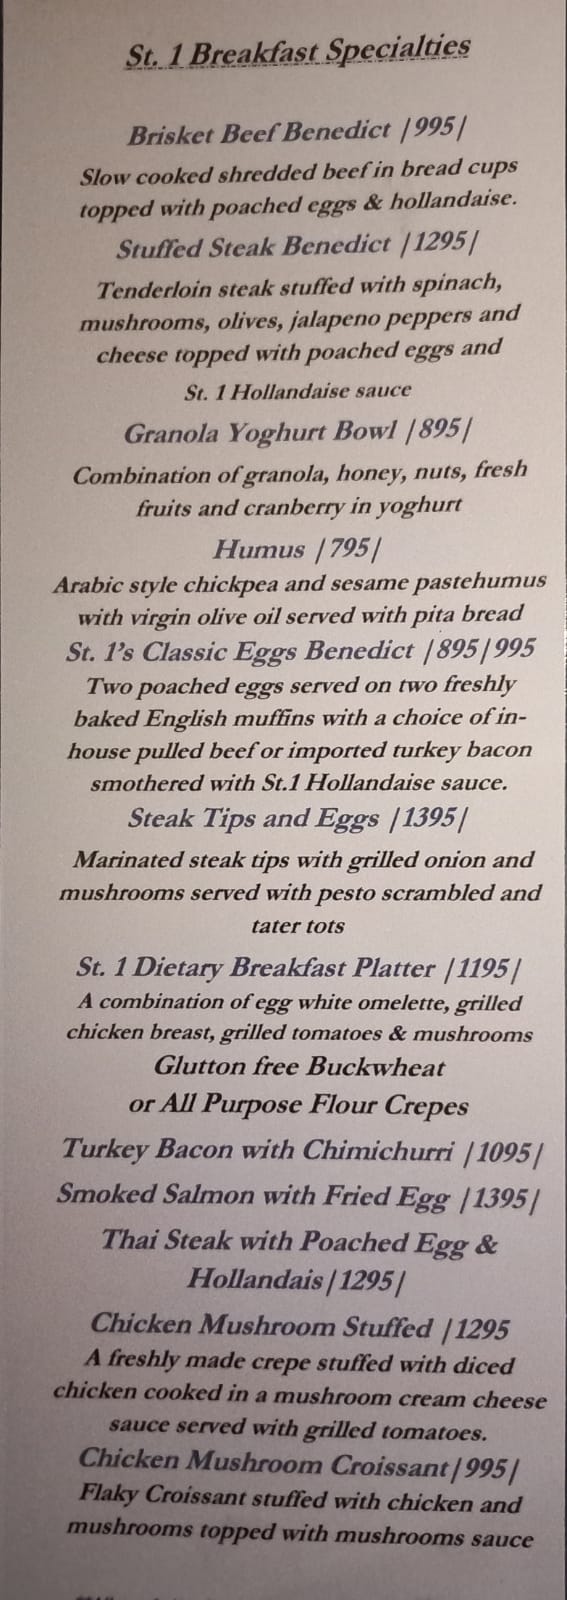 St. 1 Breakfast Specialties
Brisket Beef Benedict |995|
Slow cooked shredded beef in bread cups
topped with poached eggs & hollandaise.
Stuffed Steak Benedict |1295|
Tenderloin steak stuffed with spinach,
mushrooms, olives, jalapeno peppers and
cheese topped with poached eggs and
St. 1 Hollandaise sauce
Granola Yoghurt Bowl |895|
Combination of granola, honey, nuts, fresh
fruits and cranberry in yoghurt
Humus |795|
Arabic style chickpea and sesame pastehumus
with virgin olive oil served with pita bread
St. 1's Classic Eggs Benedict |895|995
Two poached eggs served on two freshly
baked English muffins with a choice of in-
house pulled beef or imported turkey bacon
smothered with St.1 Hollandaise sauce.
Steak Tips and Eggs |1395|
Marinated steak tips with grilled onion and
mushrooms served with pesto scrambled and
tater tots
St. 1 Dietary Breakfast Platter |1195|
A combination of egg white omelette, grilled
chicken breast, grilled tomatoes & mushrooms
Glutton free Buckwheat
or All Purpose Flour Crepes
Turkey Bacon with Chimichurri |1095|
Smoked Salmon with Fried Egg |1395|
Thai Steak with Poached Egg &
Hollandais|1295|
Chicken Mushroom Stuffed |1295
A freshly made crepe stuffed with diced
chicken cooked in a mushroom cream cheese
sauce served with grilled tomatoes.
Chicken Mushroom Croissant|995|
Flaky Croissant stuffed with chicken and
mushrooms topped with mushrooms sauce